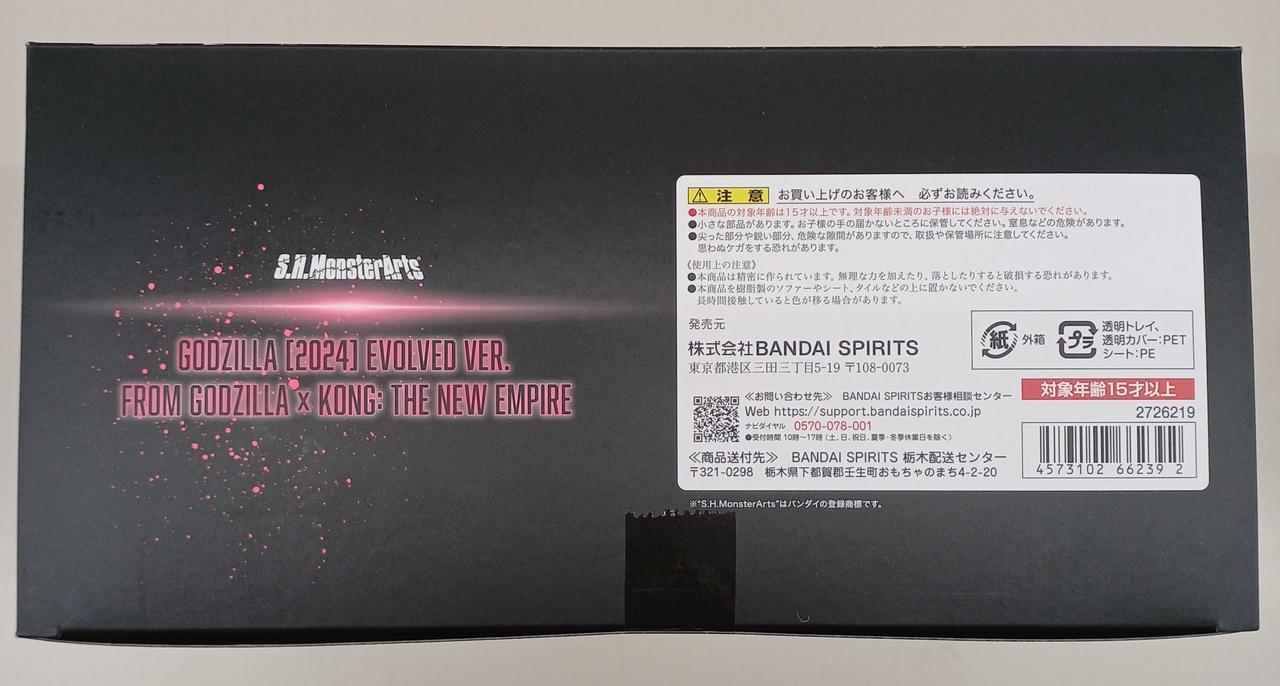 S.H.MonsterArts
GODZILLA [2024] EVOLVED VER.
FROM GODZILLA x KONG: THE NEW EMPIRE
注意 お買い上げのお客様へ 必ずお読みください。
●本商品の対象年齢は15才以上です。対象年齢未満のお子様には絶対に与えないでください。
●小さな部品があります。お子様の手の届かないところに保管してください。窒息などの危険があります。
●尖った部分や鋭い部分、危険な隙間がありますので、取扱や保管場所に注意してください。
思わぬケガをする恐れがあります。
《使用上の注意》
●本商品は精密に作られています。無理な力を加えたり、落としたりすると破損する恐れがあります。
●本商品を樹脂製のソファーやシート、タイルなどの上に置かないでください。
長時間接触していると色が移る場合があります。
発売元
株式会社BANDAI SPIRITS
東京都港区三田三丁目5-19 〒108-0073
紙 外箱
プラ 透明トレイ、
透明カバー:PET
シート:PE
≪お問い合わせ先≫ BANDAI SPIRITSお客様相談センター
Web https://support.bandaispirits.co.jp
ナビダイヤル 0570-078-001
●受付時間 10時～17時（土、日、祝日、夏季・冬季休業日を除く）
≪商品送付先≫ BANDAI SPIRITS 栃木配送センター
〒321-0298 栃木県下都賀郡壬生町おもちゃのまち4-2-20
対象年齢15才以上
2726219
4573102 66239 2
※"S.H.MonsterArts"はバンダイの登録商標です。